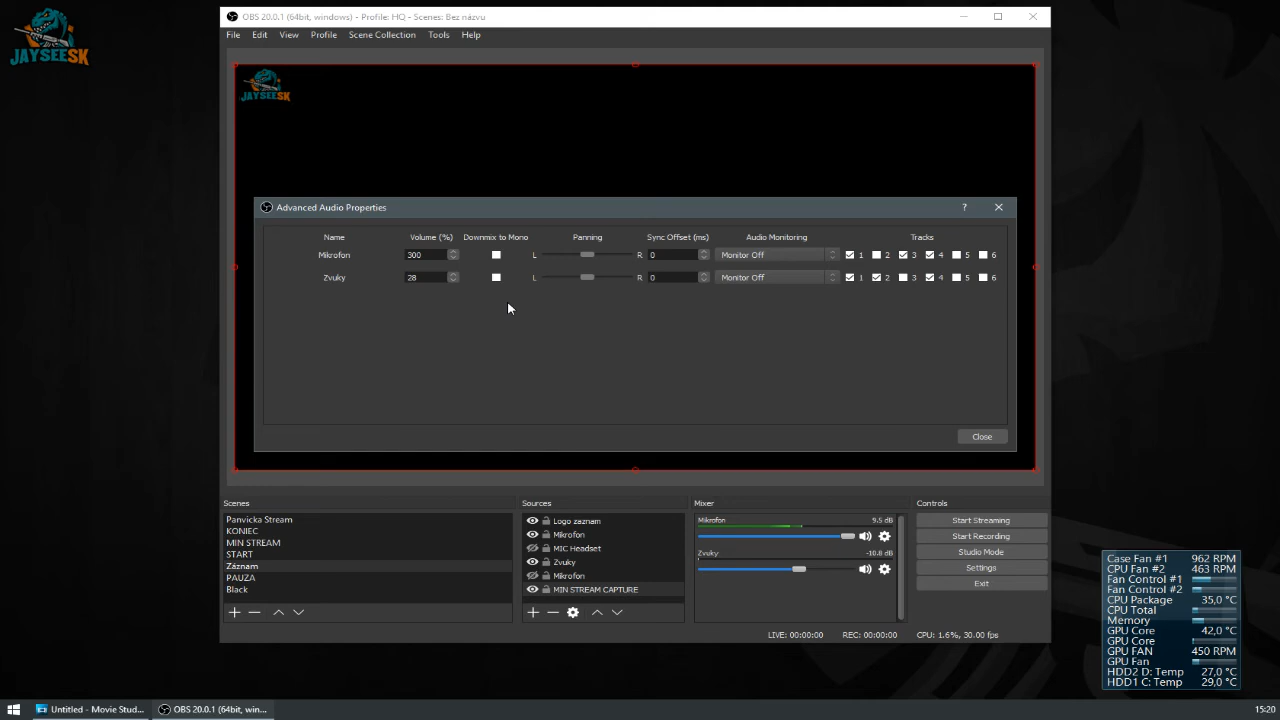 JAYSEESK
OBS 20.0.1 (64bit, windows) - Profile: HQ - Scenes: Bez názvu
File Edit View Profile Scene Collection Tools Help
JAYSEESK
Advanced Audio Properties ?
Name Volume (%) Downmix to Mono Panning Sync Offset (ms) Audio Monitoring Tracks
Mikrofon 300 L R 0 Monitor Off 1 2 3 4 5 6
Zvuky 28 L R 0 Monitor Off 1 2 3 4 5 6
Close
Scenes
Panvicka Stream
KONIEC
MIN STREAM
START
Záznam
PAUZA
Black
Sources
Logo zaznam
Mikrofon
MIC Headset
Zvuky
Mikrofon
MIN STREAM CAPTURE
Mixer
Mikrofon 9.5 dB
Zvuky -10.8 dB
Controls
Start Streaming
Start Recording
Studio Mode
Settings
Exit
LIVE: 00:00:00 REC: 00:00:00 CPU: 1.6%, 30.00 fps
Case Fan #1 962 RPM
CPU Fan #2 463 RPM
Fan Control #1
Fan Control #2
CPU Package 35,0 °C
CPU Total
Memory
GPU Core 42,0 °C
GPU Core
GPU FAN 450 RPM
GPU Fan
HDD2 D: Temp 27,0 °C
HDD1 C: Temp 29,0 °C
Untitled - Movie Stud... OBS 20.0.1 (64bit, win... 15:20